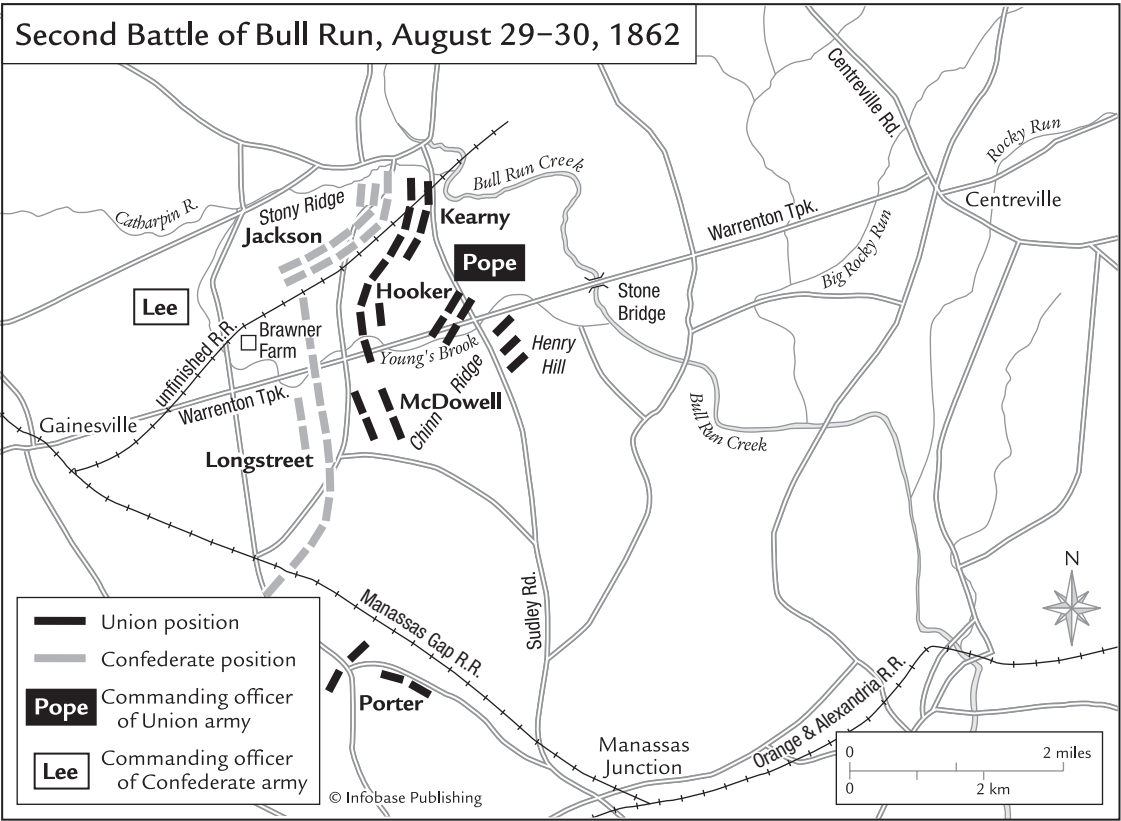 Second Battle of Bull Run, August 29–30, 1862
Centreville Rd.
Rocky Run
Bull Run Creek
Catharpin R.
Stony Ridge
Jackson
Kearny
Centreville
Warrenton Tpk.
Big Rocky Run
Pope
Lee
Hooker
Stone
Bridge
unfinished R.R.
Brawner
Farm
Young's Brook
Henry
Hill
Chinn Ridge
McDowell
Warrenton Tpk.
Gainesville
Bull Run Creek
Longstreet
N
Sudley Rd.
Manassas Gap R.R.
Porter
Orange & Alexandria R.R.
Manassas
Junction
Union position
Confederate position
Pope
Commanding officer
of Union army
Lee
Commanding officer
of Confederate army
© Infobase Publishing
0 2 miles
0 2 km